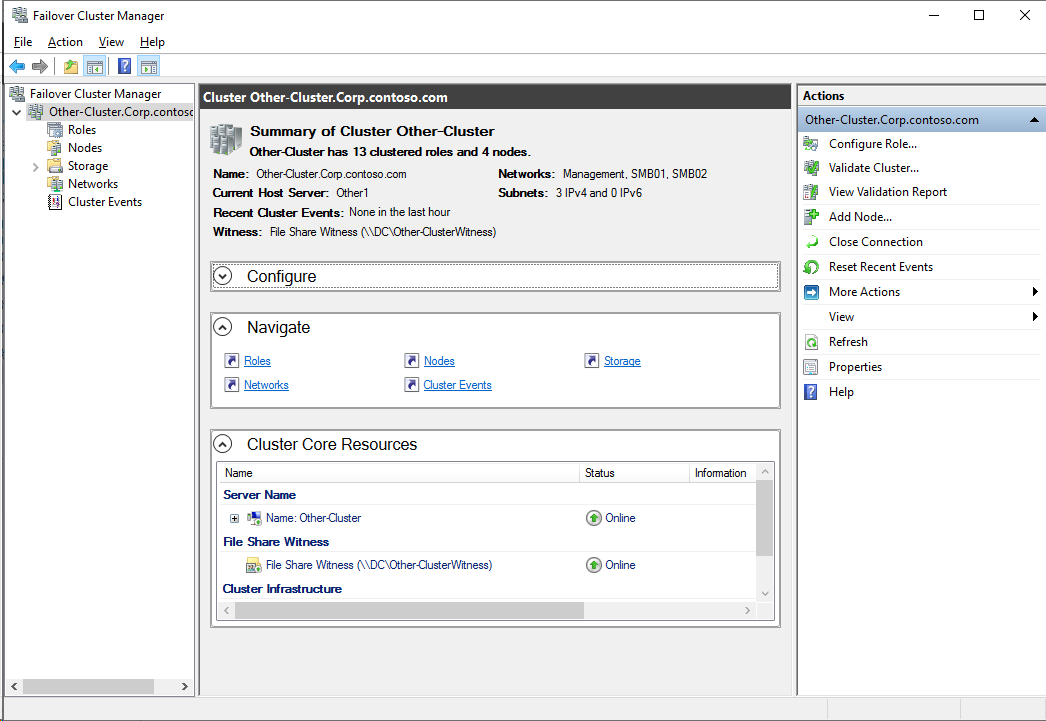 Failover Cluster Manager
File Action View Help
Failover Cluster Manager
Other-Cluster.Corp.contoso
Roles
Nodes
Storage
Networks
Cluster Events
Cluster Other-Cluster.Corp.contoso.com
Summary of Cluster Other-Cluster
Other-Cluster has 13 clustered roles and 4 nodes.
Name: Other-Cluster.Corp.contoso.com
Networks: Management, SMB01, SMB02
Current Host Server: Other1
Subnets: 3 IPv4 and 0 IPv6
Recent Cluster Events: None in the last hour
Witness: File Share Witness (\\DC\Other-ClusterWitness)
Configure
Navigate
Roles Nodes Storage
Networks Cluster Events
Cluster Core Resources
Name Status Information
Server Name
Name: Other-Cluster Online
File Share Witness
File Share Witness (\\DC\Other-ClusterWitness) Online
Cluster Infrastructure
Actions
Other-Cluster.Corp.contoso.com
Configure Role...
Validate Cluster...
View Validation Report
Add Node...
Close Connection
Reset Recent Events
More Actions
View
Refresh
Properties
Help